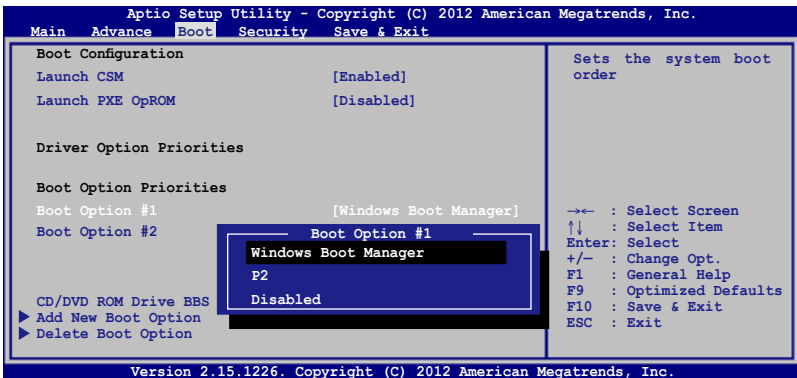 Aptio Setup Utility - Copyright (C) 2012 American Megatrends, Inc.
Main Advance Boot Security Save & Exit
Boot Configuration
Launch CSM [Enabled]
Launch PXE OpROM [Disabled]
Driver Option Priorities
Boot Option Priorities
Boot Option #1 [Windows Boot Manager]
Boot Option #2
CD/DVD ROM Drive BBS
Add New Boot Option
Delete Boot Option
Boot Option #1
Windows Boot Manager
P2
Disabled
Sets the system boot
order
→← : Select Screen
↑↓ : Select Item
Enter: Select
+/— : Change Opt.
F1 : General Help
F9 : Optimized Defaults
F10 : Save & Exit
ESC : Exit
Version 2.15.1226. Copyright (C) 2012 American Megatrends, Inc.